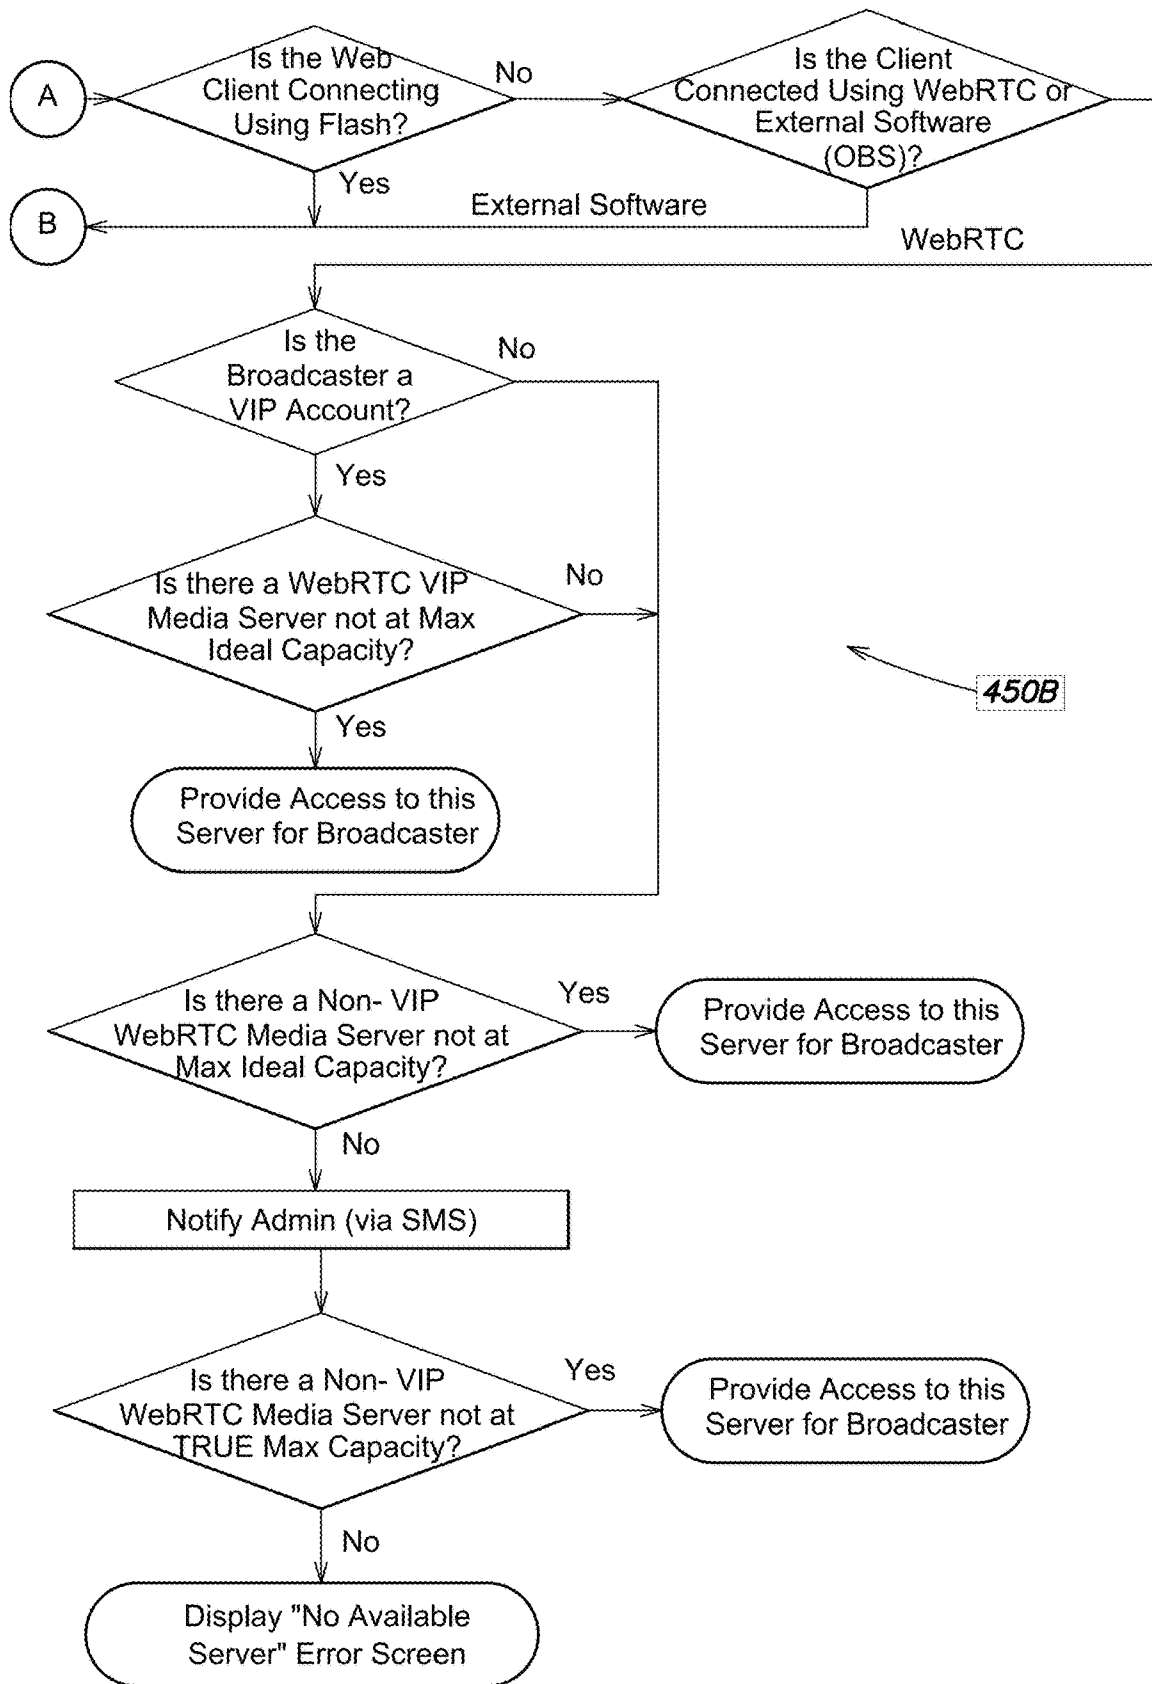 A
Is the Web
Client Connecting
Using Flash?
No
Is the Client
Connected Using WebRTC or
External Software
(OBS)?
Yes
B
External Software
WebRTC
Is the
Broadcaster a
VIP Account?
No
Yes
Is there a WebRTC VIP
Media Server not at Max
Ideal Capacity?
No
450B
Yes
Provide Access to this
Server for Broadcaster
Is there a Non- VIP
WebRTC Media Server not at
Max Ideal Capacity?
Yes
Provide Access to this
Server for Broadcaster
No
Notify Admin (via SMS)
Is there a Non- VIP
WebRTC Media Server not at
TRUE Max Capacity?
Yes
Provide Access to this
Server for Broadcaster
No
Display "No Available
Server" Error Screen